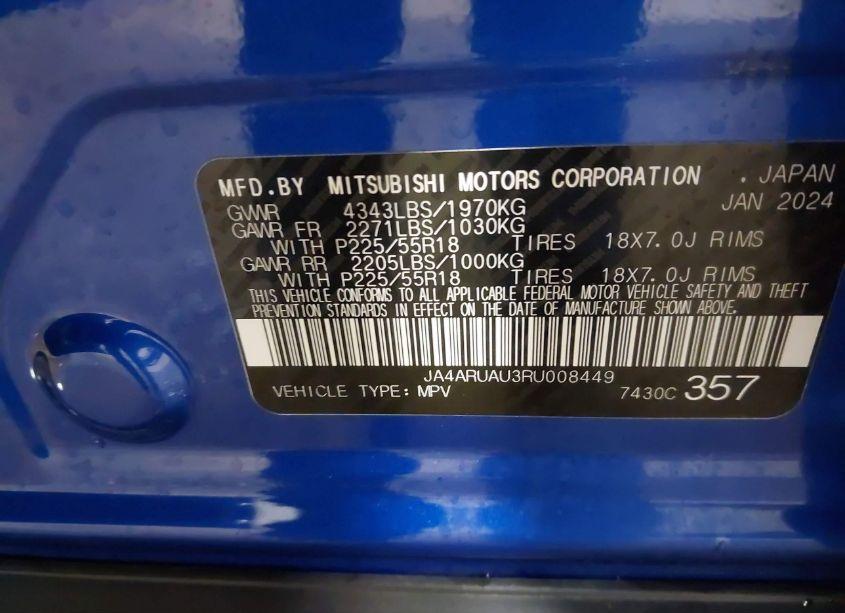 MFD.BY MITSUBISHI MOTORS CORPORATION . JAPAN
GVWR 4343LBS/1970KG JAN 2024
GAWR FR 2271LBS/1030KG
WITH P225/55R18 TIRES 18X7.0J RIMS
GAWR RR 2205LBS/1000KG
WITH P225/55R18 TIRES 18X7.0J RIMS
THIS VEHICLE CONFORMS TO ALL APPLICABLE FEDERAL MOTOR VEHICLE SAFETY AND THEFT
PREVENTION STANDARDS IN EFFECT ON THE DATE OF MANUFACTURE SHOWN ABOVE.
JA4ARUAU3RU008449
VEHICLE TYPE: MPV 7430C 357